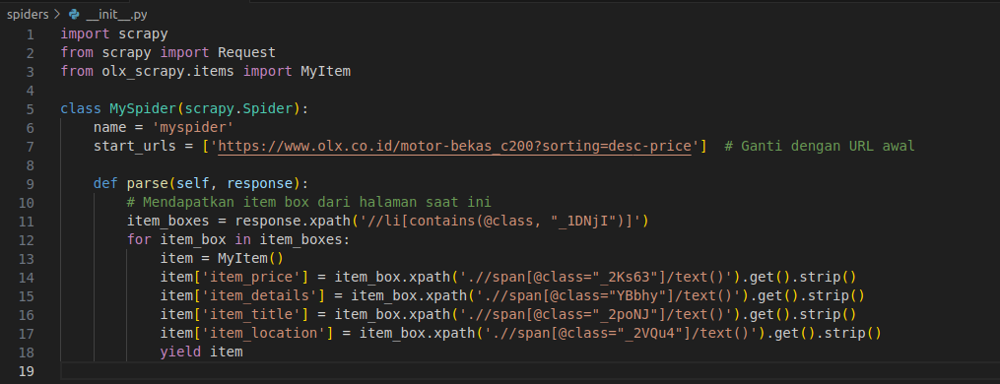 spiders > __init__.py
1 import scrapy
2 from scrapy import Request
3 from olx_scrapy.items import MyItem
4
5 class MySpider(scrapy.Spider):
6     name = 'myspider'
7     start_urls = ['https://www.olx.co.id/motor-bekas_c200?sorting=desc-price']  # Ganti dengan URL awal
8
9     def parse(self, response):
10         # Mendapatkan item box dari halaman saat ini
11         item_boxes = response.xpath('//li[contains(@class, "_1DNjI")]')
12         for item_box in item_boxes:
13             item = MyItem()
14             item['item_price'] = item_box.xpath('.//span[@class="_2Ks63"]/text()').get().strip()
15             item['item_details'] = item_box.xpath('.//span[@class="YBbhy"]/text()').get().strip()
16             item['item_title'] = item_box.xpath('.//span[@class="_2poNJ"]/text()').get().strip()
17             item['item_location'] = item_box.xpath('.//span[@class="_2VQu4"]/text()').get().strip()
18             yield item
19